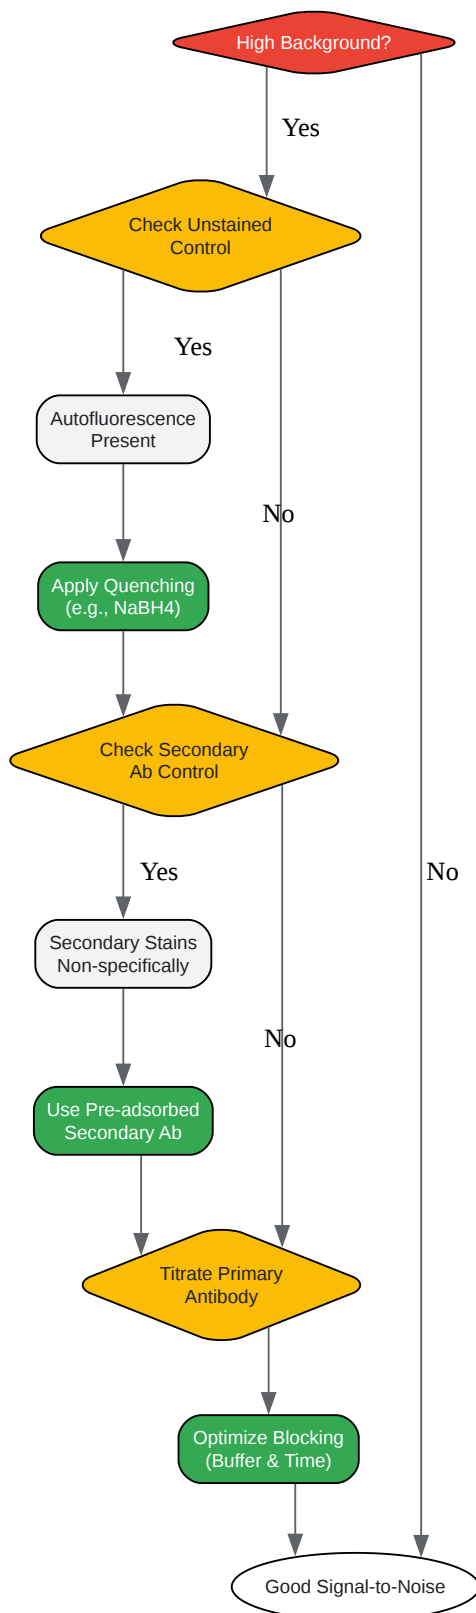 High Background?
Yes
Check Unstained
Control
Yes
Autofluorescence
Present
No
Apply Quenching
(e.g., NaBH4)
Check Secondary
Ab Control
Yes
No
Secondary Stains
Non-specifically
No
Use Pre-adsorbed
Secondary Ab
Titrate Primary
Antibody
Optimize Blocking
(Buffer & Time)
Good Signal-to-Noise